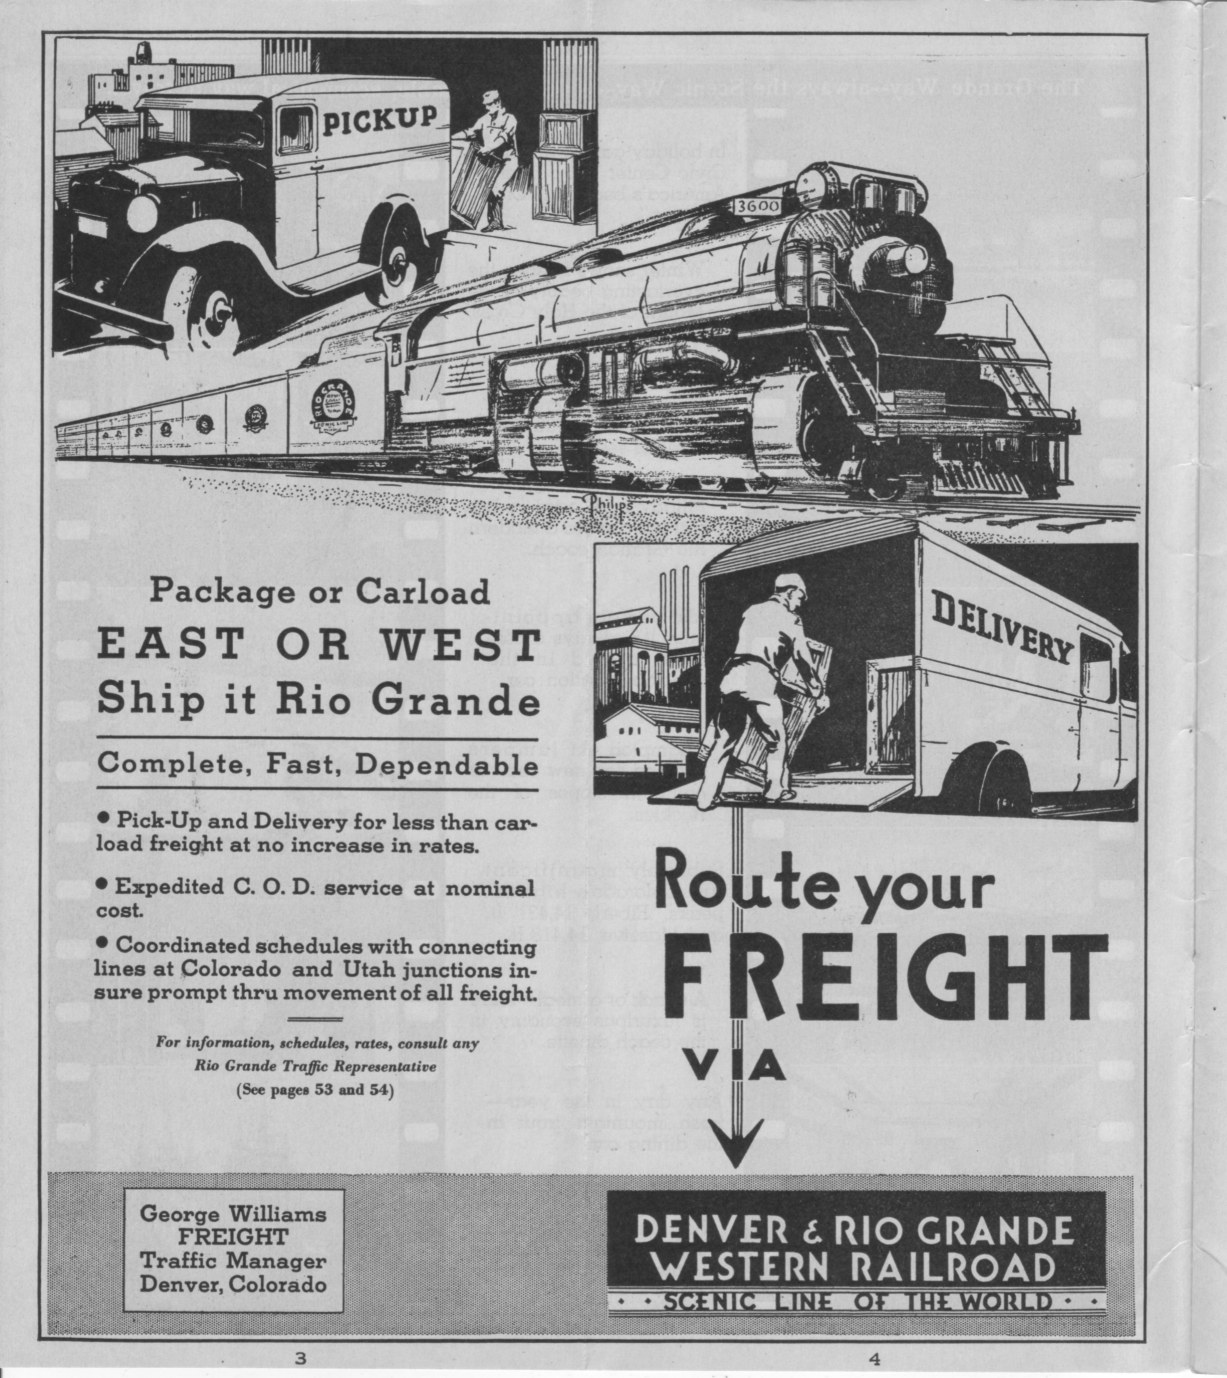 PICKUP
3600
RIO GRANDE
Philips
DELIVERY
Package or Carload
EAST OR WEST
Ship it Rio Grande
Complete, Fast, Dependable
• Pick-Up and Delivery for less than car-
load freight at no increase in rates.
• Expedited C. O. D. service at nominal
cost.
• Coordinated schedules with connecting
lines at Colorado and Utah junctions in-
sure prompt thru movement of all freight.
For information, schedules, rates, consult any
Rio Grande Traffic Representative
(See pages 53 and 54)
Route your
FREIGHT
VIA
George Williams
FREIGHT
Traffic Manager
Denver, Colorado
DENVER & RIO GRANDE
WESTERN RAILROAD
· · SCENIC LINE OF THE WORLD · ·
3
4